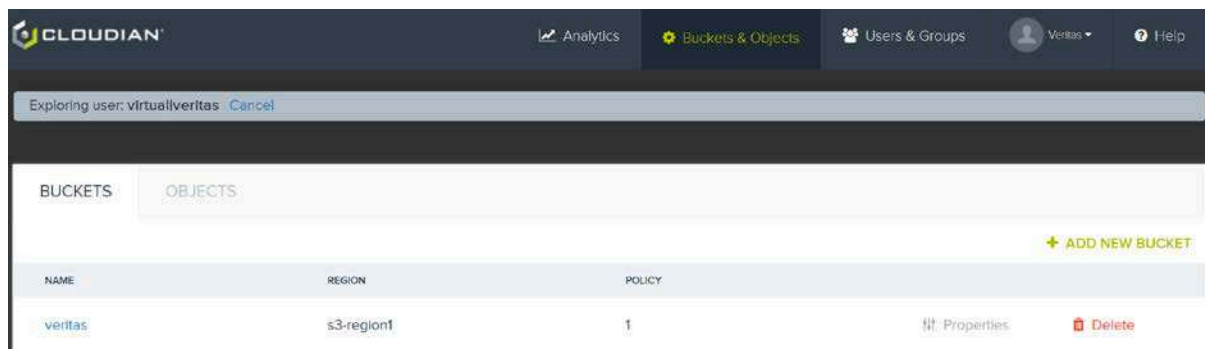 CLOUDIAN Analytics Buckets & Objects Users & Groups Veritas Help
Exploring user: virtualiveritas Cancel
BUCKETS OBJECTS
+ ADD NEW BUCKET
NAME REGION POLICY
veritas s3-region1 1 Properties Delete